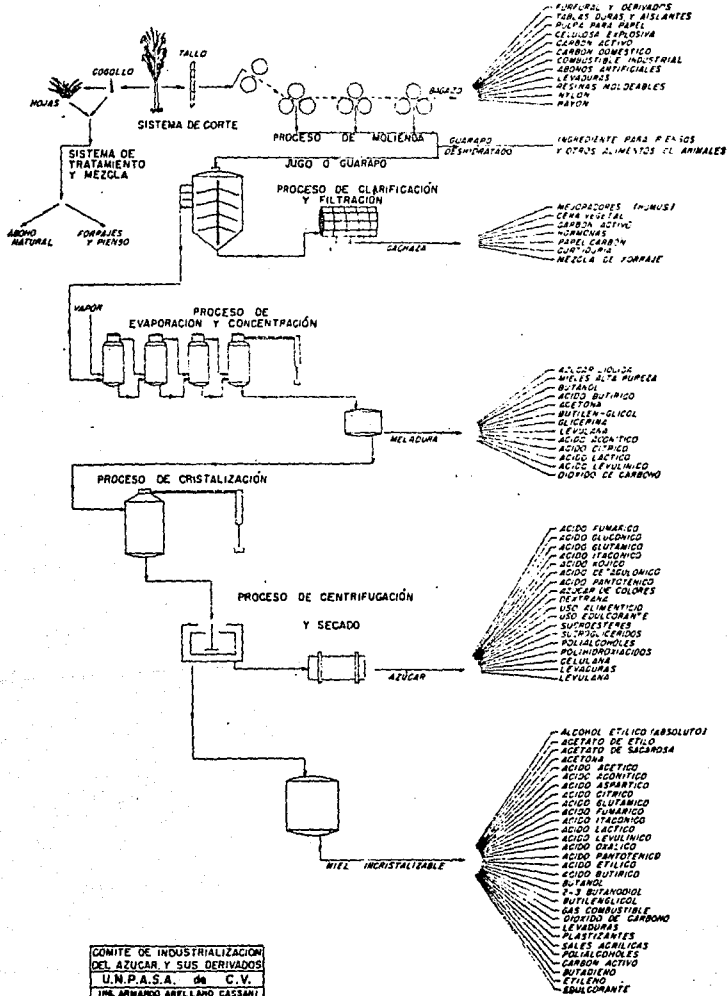 FURFURAL Y DERIVADOS
TABLAS DURAS Y AISLANTES
PULPA PARA PAPEL
CELULOSA EXPLOSIVA
CARBON ACTIVO
CARBON DOMESTICO
COMBUSTIBLE INDUSTRIAL
ABONOS ARTIFICIALES
LEVADURAS
RESINAS MOLDEABLES
NYLON
RAYON
TALLO
COGOLLO
HOJAS
BAGAZO
SISTEMA DE CORTE
PROCESO DE MOLIENDA
GUARAPO
DESHIDRATADO
INGREDIENTE PARA PIENSOS
Y OTROS ALIMENTOS DE ANIMALES
SISTEMA DE
TRATAMIENTO
Y MEZCLA
JUGO O GUARAPO
PROCESO DE CLARIFICACIÓN
Y FILTRACIÓN
ABONO
NATURAL
FORRAJES
Y PIENSO
CACHAZA
MEJORADORES (HUMUS)
CERA VEGETAL
CARBON ACTIVO
HORMONAS
PAPEL CARBON
CURTIDURIA
MEZCLA DE FORRAJE
VAPOR
PROCESO DE
EVAPORACION Y CONCENTRACIÓN
AZUCAR LIQUIDA
MIELES ALTA PUREZA
BUTANOL
ACIDO BUTIRICO
ACETONA
BUTILEN-GLICOL
GLICERINA
LEVULANA
ACIDO ACONITICO
ACIDO CITRICO
ACIDO LACTICO
ACIDO LEVULINICO
DIOXIDO DE CARBONO
MELADURA
PROCESO DE CRISTALIZACIÓN
ACIDO FUMARICO
ACIDO GLUCONICO
ACIDO GLUTAMICO
ACIDO ITACONICO
ACIDO KOJICO
ACIDO
ACIDO PANTOTENICO
AZUCAR DE COLORES
DEXTRANA
USO ALIMENTICIO
USO EDULCORANTE
SUCROESTERES
SUCROGLICERIDOS
POLIALCOHOLES
POLIHIDROXIACIDOS
CELULANA
LEVADURAS
LEVULANA
PROCESO DE CENTRIFUGACIÓN
Y SECADO
AZÚCAR
ALCOHOL ETILICO (ABSOLUTO)
ACETATO DE ETILO
ACETATO DE SACAROSA
ACETONA
ACIDO ACETICO
ACIDO ACONITICO
ACIDO ASPARTICO
ACIDO CITRICO
ACIDO GLUTAMICO
ACIDO FUMARICO
ACIDO ITACONICO
ACIDO LACTICO
ACIDO LEVULINICO
ACIDO OXALICO
ACIDO PANTOTENICO
ACIDO ETILICO
ACIDO BUTIRICO
BUTANOL
2-3 BUTANODIOL
BUTILENGLICOL
GAS COMBUSTIBLE
DIOXIDO DE CARBONO
LEVADURAS
PLASTIZANTES
SALES ACRILICAS
POLIALCOHOLES
CARBON ACTIVO
BUTADIENO
ETILENO
EDULCORANTE
MIEL INCRISTALIZABLE
COMITE DE INDUSTRIALIZACION
DEL AZUCAR Y SUS DERIVADOS
U.N.P.A.S.A. de C.V.
ING. ARMANDO ARELLANO CASSANI